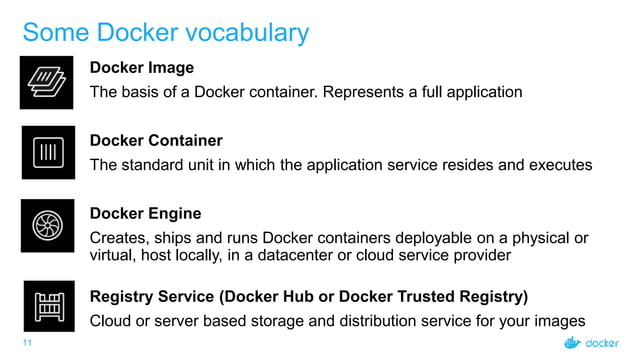 Some Docker vocabulary
Docker Image
The basis of a Docker container. Represents a full application
Docker Container
The standard unit in which the application service resides and executes
Docker Engine
Creates, ships and runs Docker containers deployable on a physical or
virtual, host locally, in a datacenter or cloud service provider
Registry Service (Docker Hub or Docker Trusted Registry)
Cloud or server based storage and distribution service for your images
11
docker